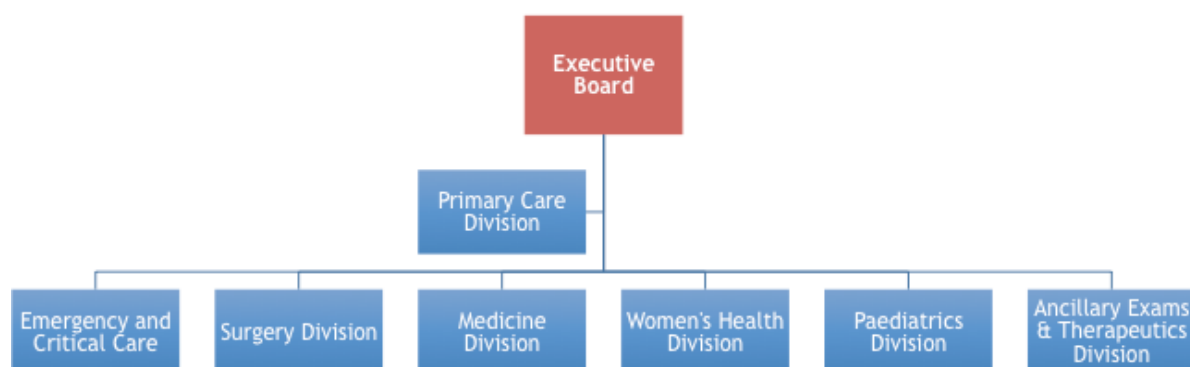 Executive
Board
Primary Care
Division
Emergency and
Critical Care
Surgery Division
Medicine
Division
Women's Health
Division
Paediatrics
Division
Ancillary Exams
& Therapeutics
Division